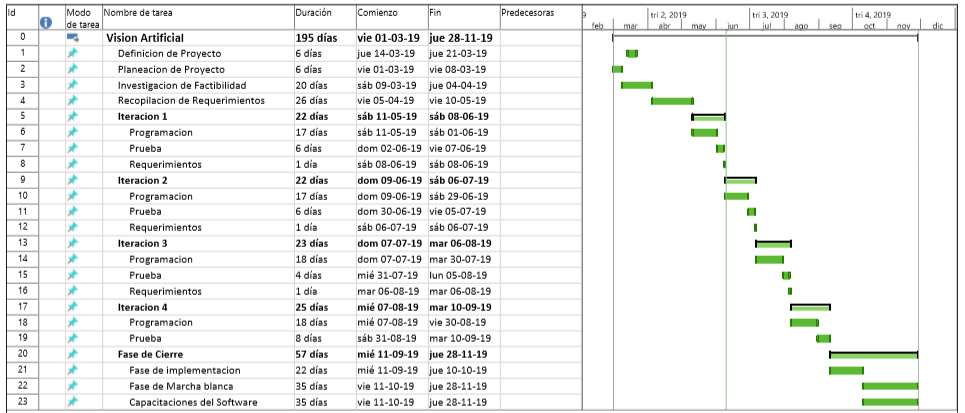 Id Modo de tarea Nombre de tarea Duración Comienzo Fin Predecesoras 9 tri 2, 2019 tri 3, 2019 tri 4, 2019
feb mar abr may jun jul ago sep oct nov dic
0 Vision Artificial 195 días vie 01-03-19 jue 28-11-19
1 Definicion de Proyecto 6 días jue 14-03-19 jue 21-03-19
2 Planeacion de Proyecto 6 días vie 01-03-19 vie 08-03-19
3 Investigacion de Factibilidad 20 días sáb 09-03-19 jue 04-04-19
4 Recopilacion de Requerimientos 26 días vie 05-04-19 vie 10-05-19
5 Iteracion 1 22 días sáb 11-05-19 sáb 08-06-19
6 Programacion 17 días sáb 11-05-19 sáb 01-06-19
7 Prueba 6 días dom 02-06-19 vie 07-06-19
8 Requerimientos 1 día sáb 08-06-19 sáb 08-06-19
9 Iteracion 2 22 días dom 09-06-19 sáb 06-07-19
10 Programacion 17 días dom 09-06-19 sáb 29-06-19
11 Prueba 6 días dom 30-06-19 vie 05-07-19
12 Requerimientos 1 día sáb 06-07-19 sáb 06-07-19
13 Iteracion 3 23 días dom 07-07-19 mar 06-08-19
14 Programacion 18 días dom 07-07-19 mar 30-07-19
15 Prueba 4 días mié 31-07-19 lun 05-08-19
16 Requerimientos 1 día mar 06-08-19 mar 06-08-19
17 Iteracion 4 25 días mié 07-08-19 mar 10-09-19
18 Programacion 18 días mié 07-08-19 vie 30-08-19
19 Prueba 8 días sáb 31-08-19 mar 10-09-19
20 Fase de Cierre 57 días mié 11-09-19 jue 28-11-19
21 Fase de implementacion 22 días mié 11-09-19 jue 10-10-19
22 Fase de Marcha blanca 35 días vie 11-10-19 jue 28-11-19
23 Capacitaciones del Software 35 días vie 11-10-19 jue 28-11-19